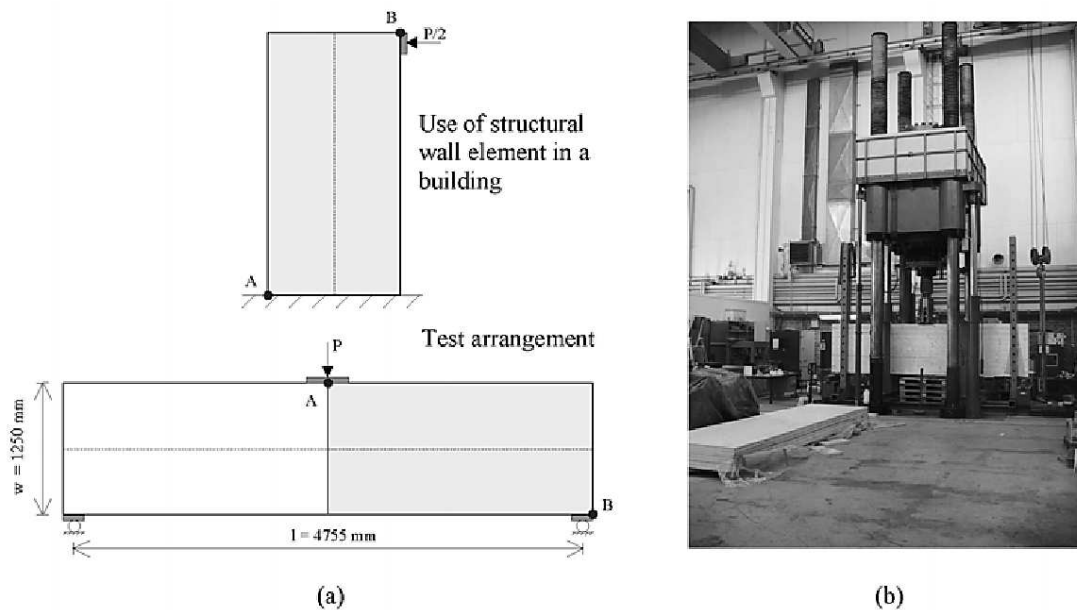 B
P/2
Use of structural
wall element in a
building
A
P
Test arrangement
A
w = 1250 mm
B
l = 4755 mm
(a)
(b)